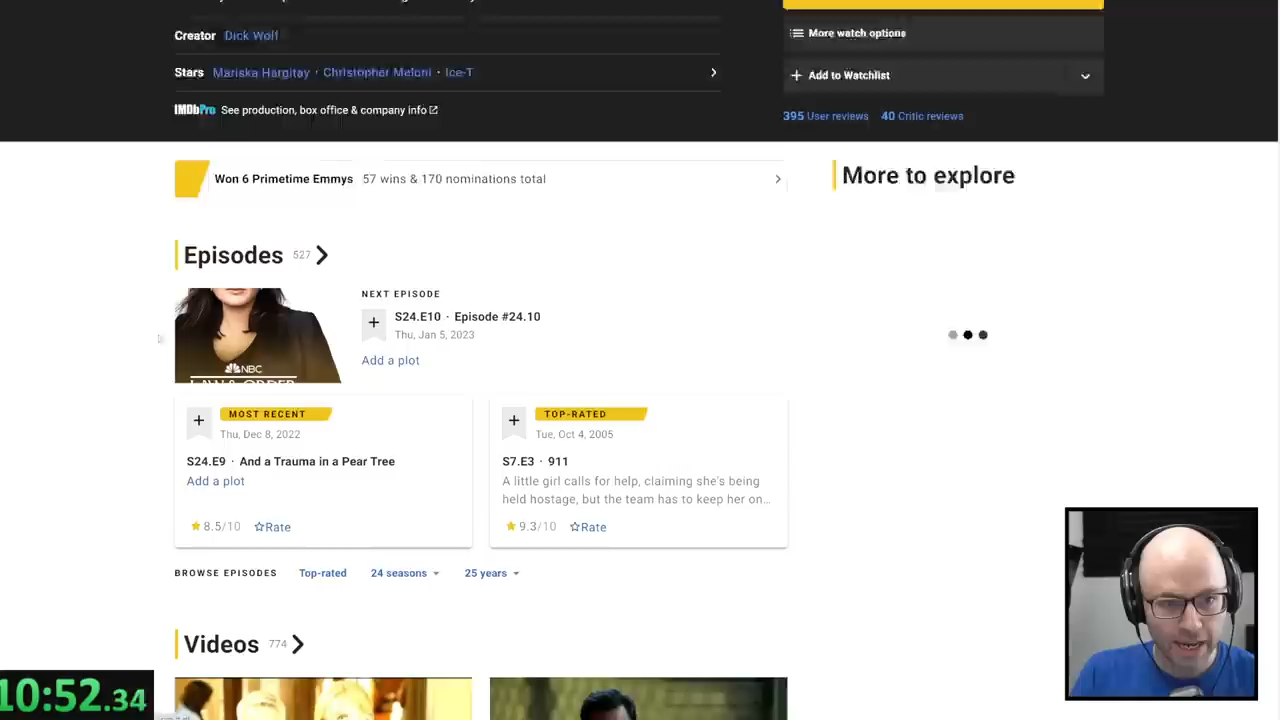 Creator Dick Wolf
More watch options
Stars Mariska Hargitay · Christopher Meloni · Ice-T
+ Add to Watchlist
IMDbPro See production, box office & company info
395 User reviews 40 Critic reviews
Won 6 Primetime Emmys 57 wins & 170 nominations total
More to explore
Episodes 527
NEXT EPISODE
S24.E10 · Episode #24.10
Thu, Jan 5, 2023
Add a plot
NBC
LAW & ORDER
MOST RECENT
Thu, Dec 8, 2022
S24.E9 · And a Trauma in a Pear Tree
Add a plot
8.5/10 Rate
TOP-RATED
Tue, Oct 4, 2005
S7.E3 · 911
A little girl calls for help, claiming she's being
held hostage, but the team has to keep her on...
9.3/10 Rate
BROWSE EPISODES Top-rated 24 seasons 25 years
Videos 774
10:52.34